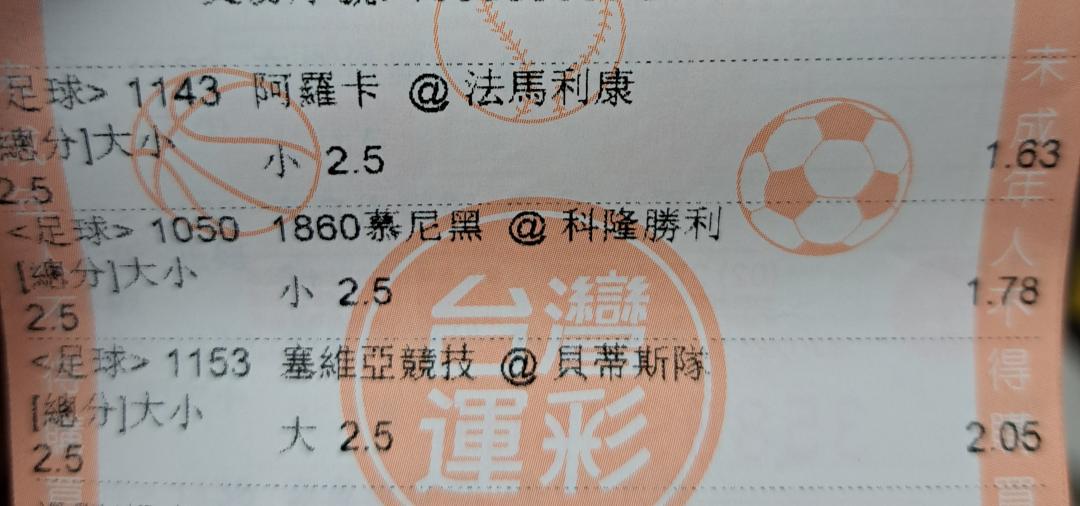 <足球> 1143 阿羅卡 @ 法馬利康
[總分]大小 小 2.5 1.63
2.5
<足球> 1050 1860慕尼黑 @ 科隆勝利
[總分]大小 小 2.5 1.78
2.5
<足球> 1153 塞維亞競技 @ 貝蒂斯隊
[總分]大小 大 2.5 2.05
2.5
台灣
運彩
未成年人不得購買